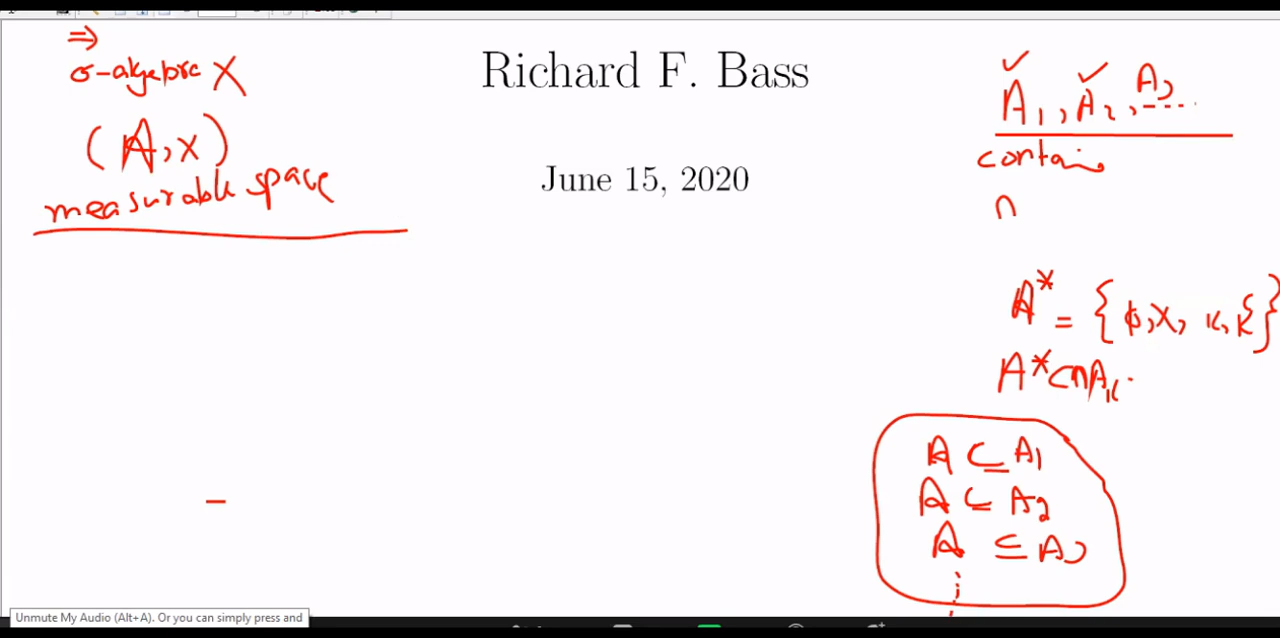 ⇒
σ-algebra X
(A, X)
measurable space
Richard F. Bass
June 15, 2020
A1, A2, A3 ....
contain
∩
A* = {ϕ, X, K, K}
A* ⊂ ∩AK
A ⊆ A1
A ⊆ A2
A ⊆ A3
Unmute My Audio (Alt+A). Or you can simply press and